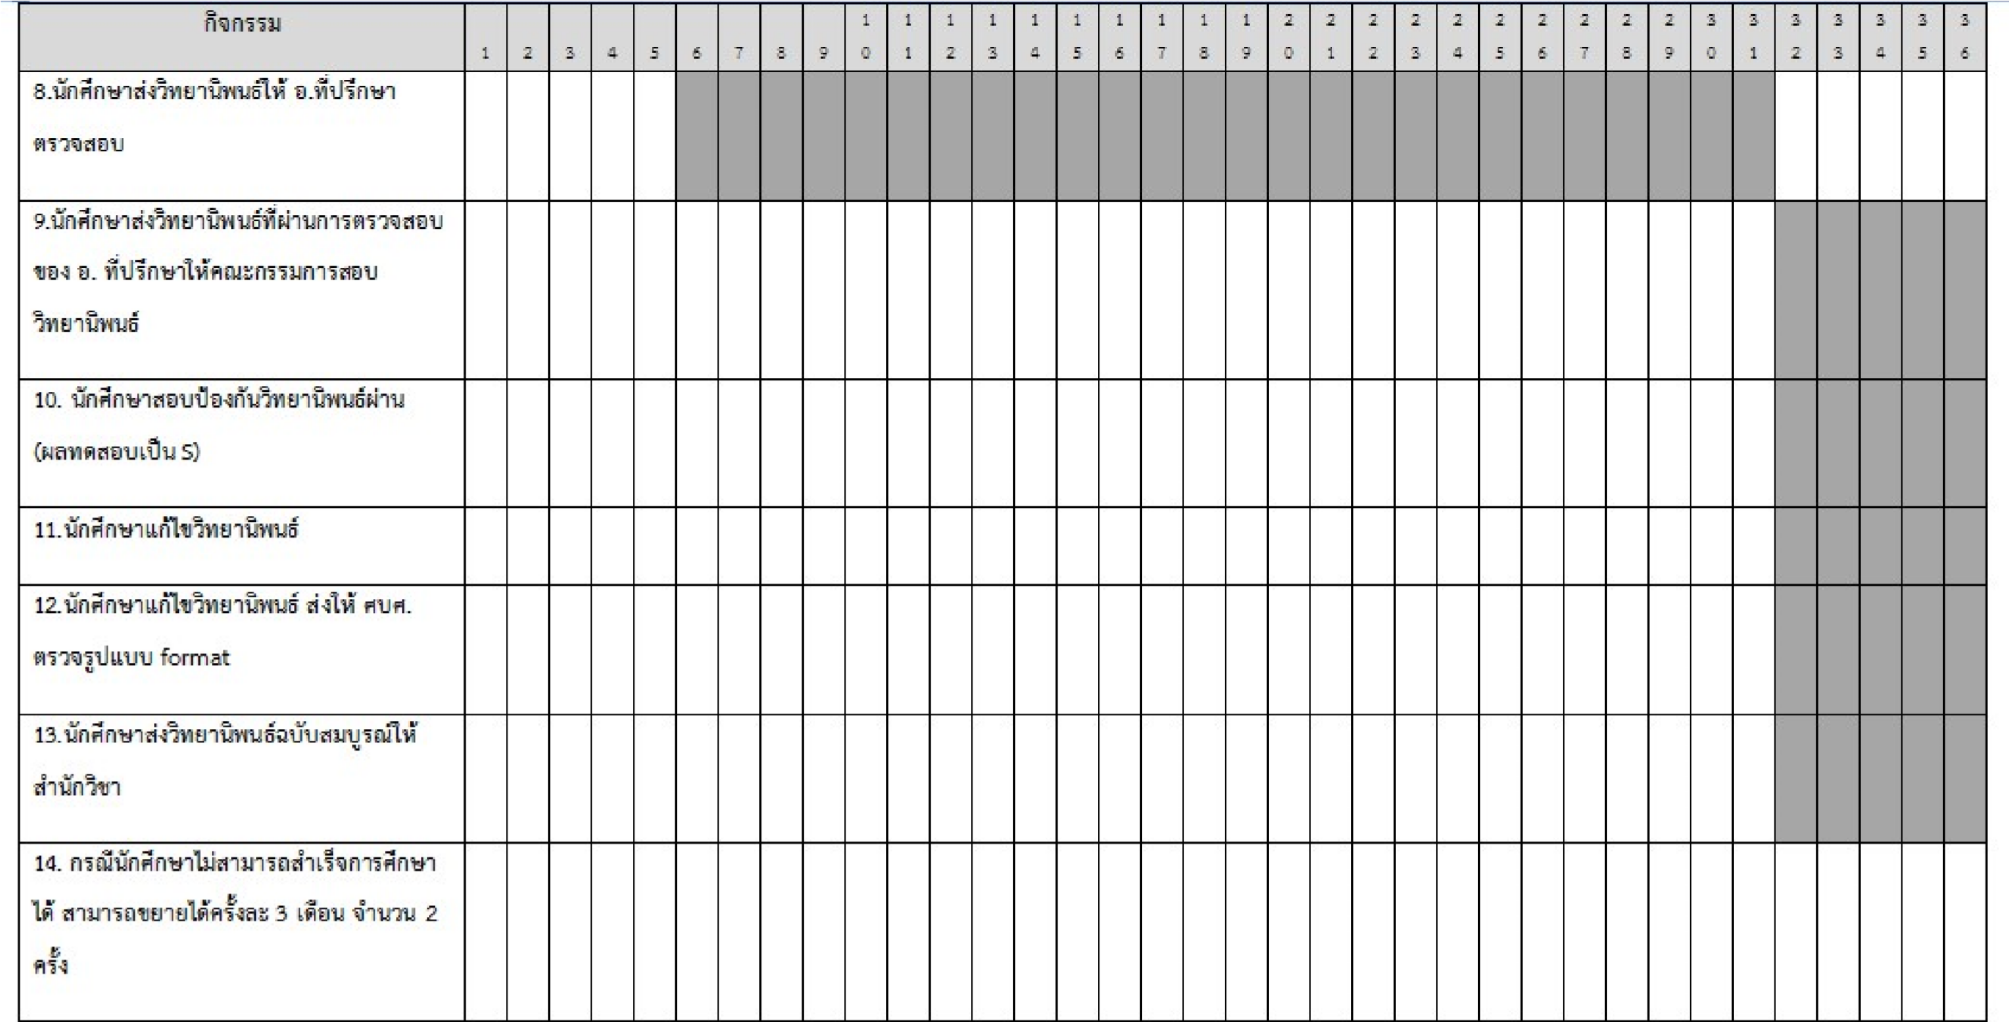 กิจกรรม 1 2 3 4 5 6 7 8 9 10 11 12 13 14 15 16 17 18 19 20 21 22 23 24 25 26 27 28 29 30 31 32 33 34 35 36
8.นักศึกษาส่งวิทยานิพนธ์ให้ อ.ที่ปรึกษา
ตรวจสอบ
9.นักศึกษาส่งวิทยานิพนธ์ที่ผ่านการตรวจสอบ
ของ อ. ที่ปรึกษาให้คณะกรรมการสอบ
วิทยานิพนธ์
10. นักศึกษาสอบป้องกันวิทยานิพนธ์ผ่าน
(ผลทดสอบเป็น S)
11.นักศึกษาแก้ไขวิทยานิพนธ์
12.นักศึกษาแก้ไขวิทยานิพนธ์ ส่งให้ ศบศ.
ตรวจรูปแบบ format
13.นักศึกษาส่งวิทยานิพนธ์ฉบับสมบูรณ์ให้
สำนักวิชา
14. กรณีนักศึกษาไม่สามารถสำเร็จการศึกษา
ได้ สามารถขยายได้ครั้งละ 3 เดือน จำนวน 2
ครั้ง